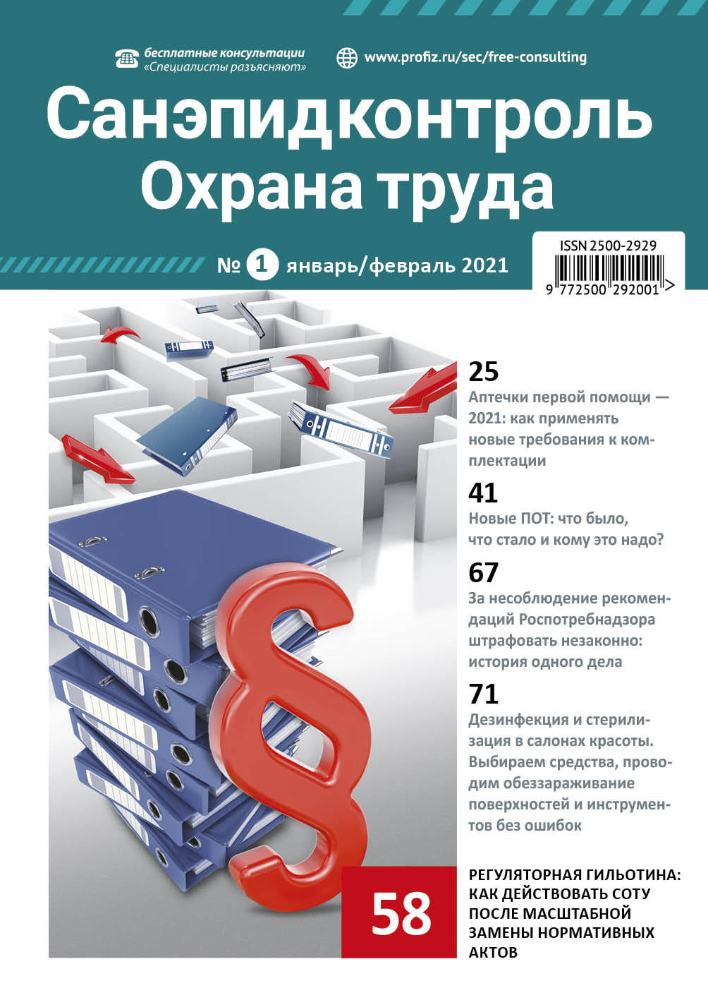 бесплатные консультации
«Специалисты разъясняют»
www.profiz.ru/sec/free-consulting
Санэпидконтроль
Охрана труда
№ 1 январь/февраль 2021
ISSN 2500-2929
9 772500 292001 >
25
Аптечки первой помощи —
2021: как применять
новые требования к ком-
плектации
41
Новые ПОТ: что было,
что стало и кому это надо?
67
За несоблюдение рекомен-
даций Роспотребнадзора
штрафовать незаконно:
история одного дела
71
Дезинфекция и стерили-
зация в салонах красоты.
Выбираем средства, прово-
дим обеззараживание
поверхностей и инструмен-
тов без ошибок
58
РЕГУЛЯТОРНАЯ ГИЛЬОТИНА:
КАК ДЕЙСТВОВАТЬ СОТУ
ПОСЛЕ МАСШТАБНОЙ
ЗАМЕНЫ НОРМАТИВНЫХ
АКТОВ
§